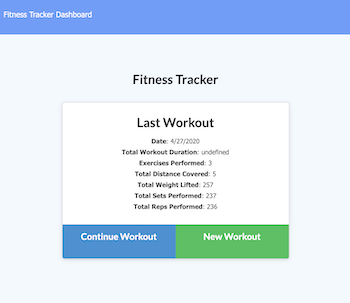 Fitness Tracker Dashboard
Fitness Tracker
Last Workout
Date: 4/27/2020
Total Workout Duration: undefined
Exercises Performed: 3
Total Distance Covered: 5
Total Weight Lifted: 257
Total Sets Performed: 237
Total Reps Performed: 236
Continue Workout
New Workout